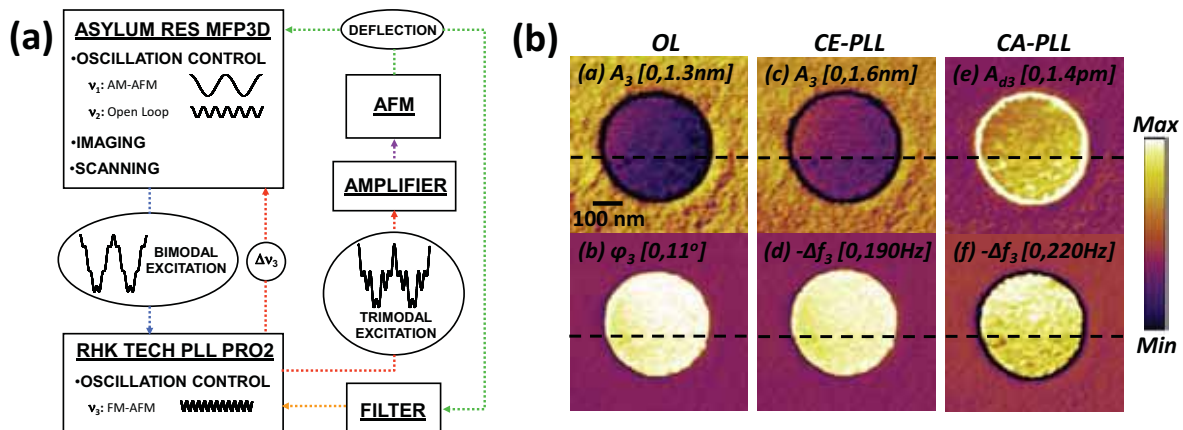 (a)
ASYLUM RES MFP3D
•OSCILLATION CONTROL
ν1: AM-AFM
ν2: Open Loop
•IMAGING
•SCANNING
DEFLECTION
AFM
AMPLIFIER
BIMODAL
EXCITATION
Δν3
TRIMODAL
EXCITATION
RHK TECH PLL PRO2
•OSCILLATION CONTROL
ν3: FM-AFM
FILTER
(b)
OL CE-PLL CA-PLL
(a) A3 [0,1.3nm] (c) A3 [0,1.6nm] (e) Ad3 [0,1.4pm]
100 nm
(b) φ3 [0,11°] (d) -Δf3 [0,190Hz] (f) -Δf3 [0,220Hz]
Max
Min